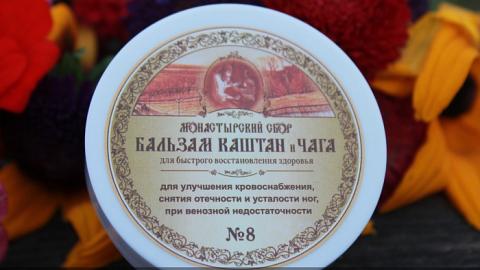 МОНАСТЫРСКИЙ СБОР
БАЛЬЗАМ КАШТАН и ЧАГА
для быстрого восстановления здоровья
для улучшения кровоснабжения,
снятия отечности и усталости ног,
при венозной недостаточности
№8